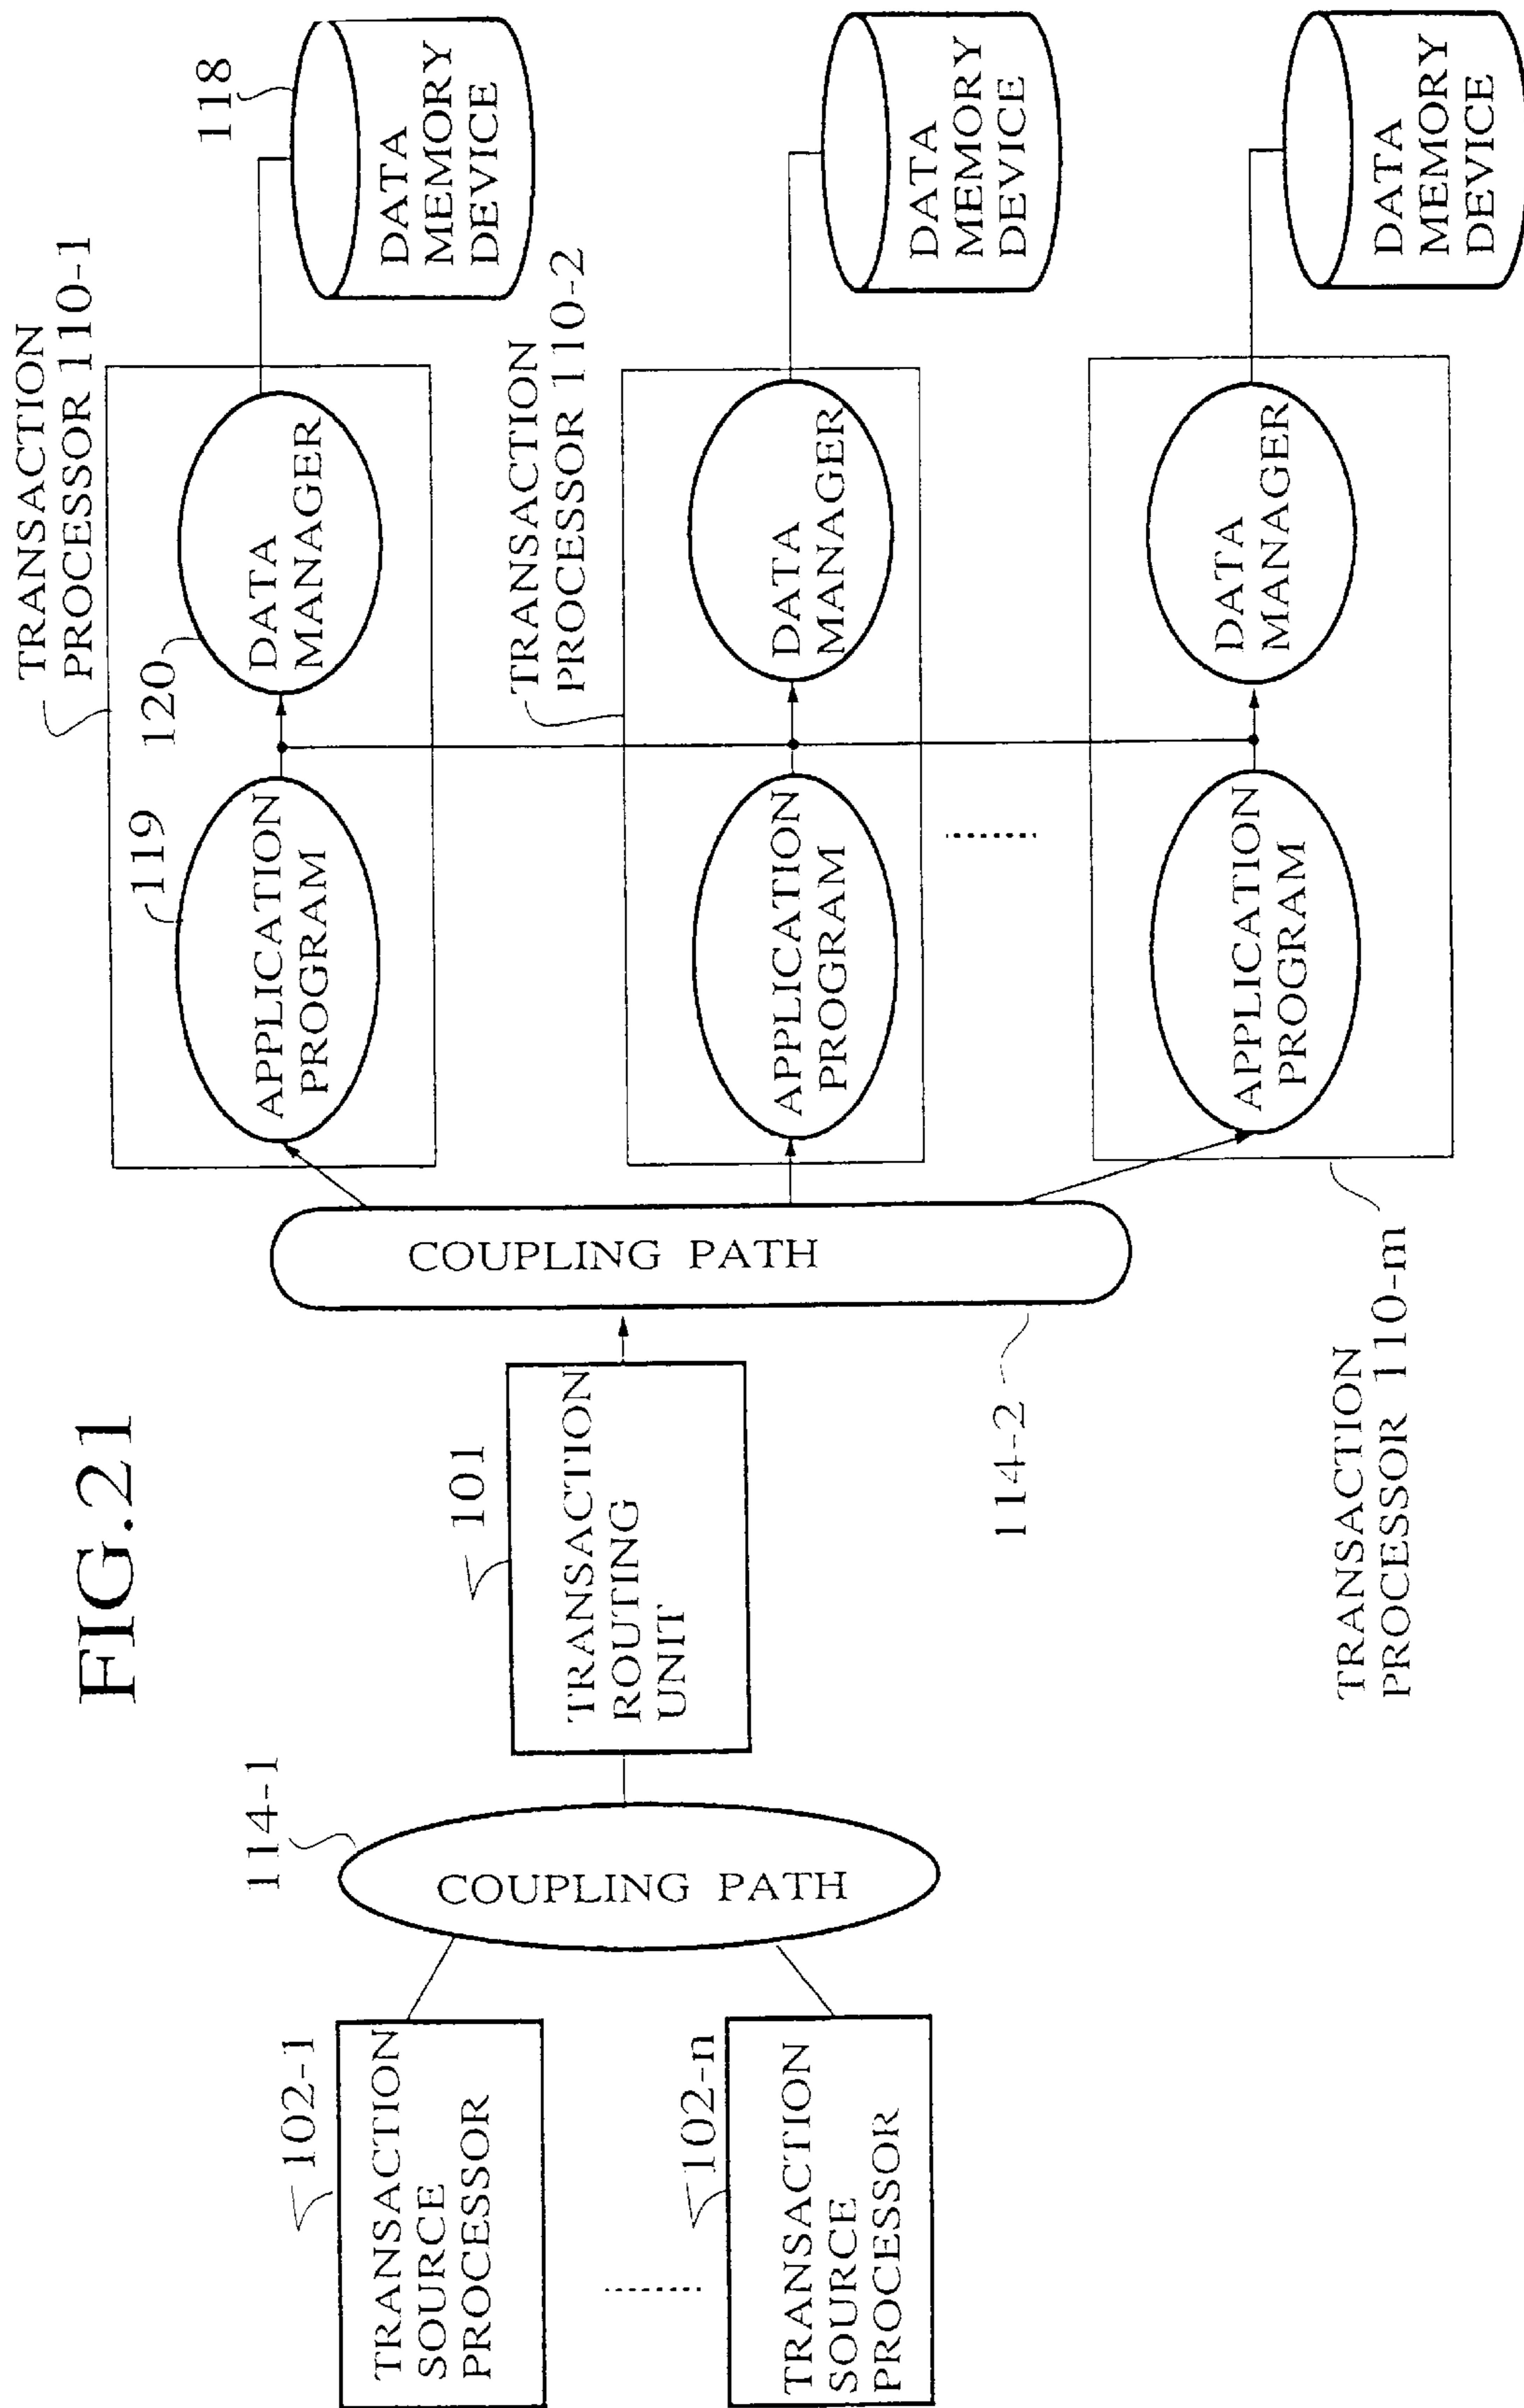 FIG.21
102-1
TRANSACTION
SOURCE
PROCESSOR
102-n
TRANSACTION
SOURCE
PROCESSOR
114-1
COUPLING PATH
101
TRANSACTION
ROUTING
UNIT
COUPLING PATH
114-2
TRANSACTION
PROCESSOR 110-1
119
APPLICATION
PROGRAM
120
DATA
MANAGER
118
DATA
MEMORY
DEVICE
TRANSACTION
PROCESSOR 110-2
APPLICATION
PROGRAM
DATA
MANAGER
DATA
MEMORY
DEVICE
APPLICATION
PROGRAM
DATA
MANAGER
DATA
MEMORY
DEVICE
TRANSACTION
PROCESSOR 110-m